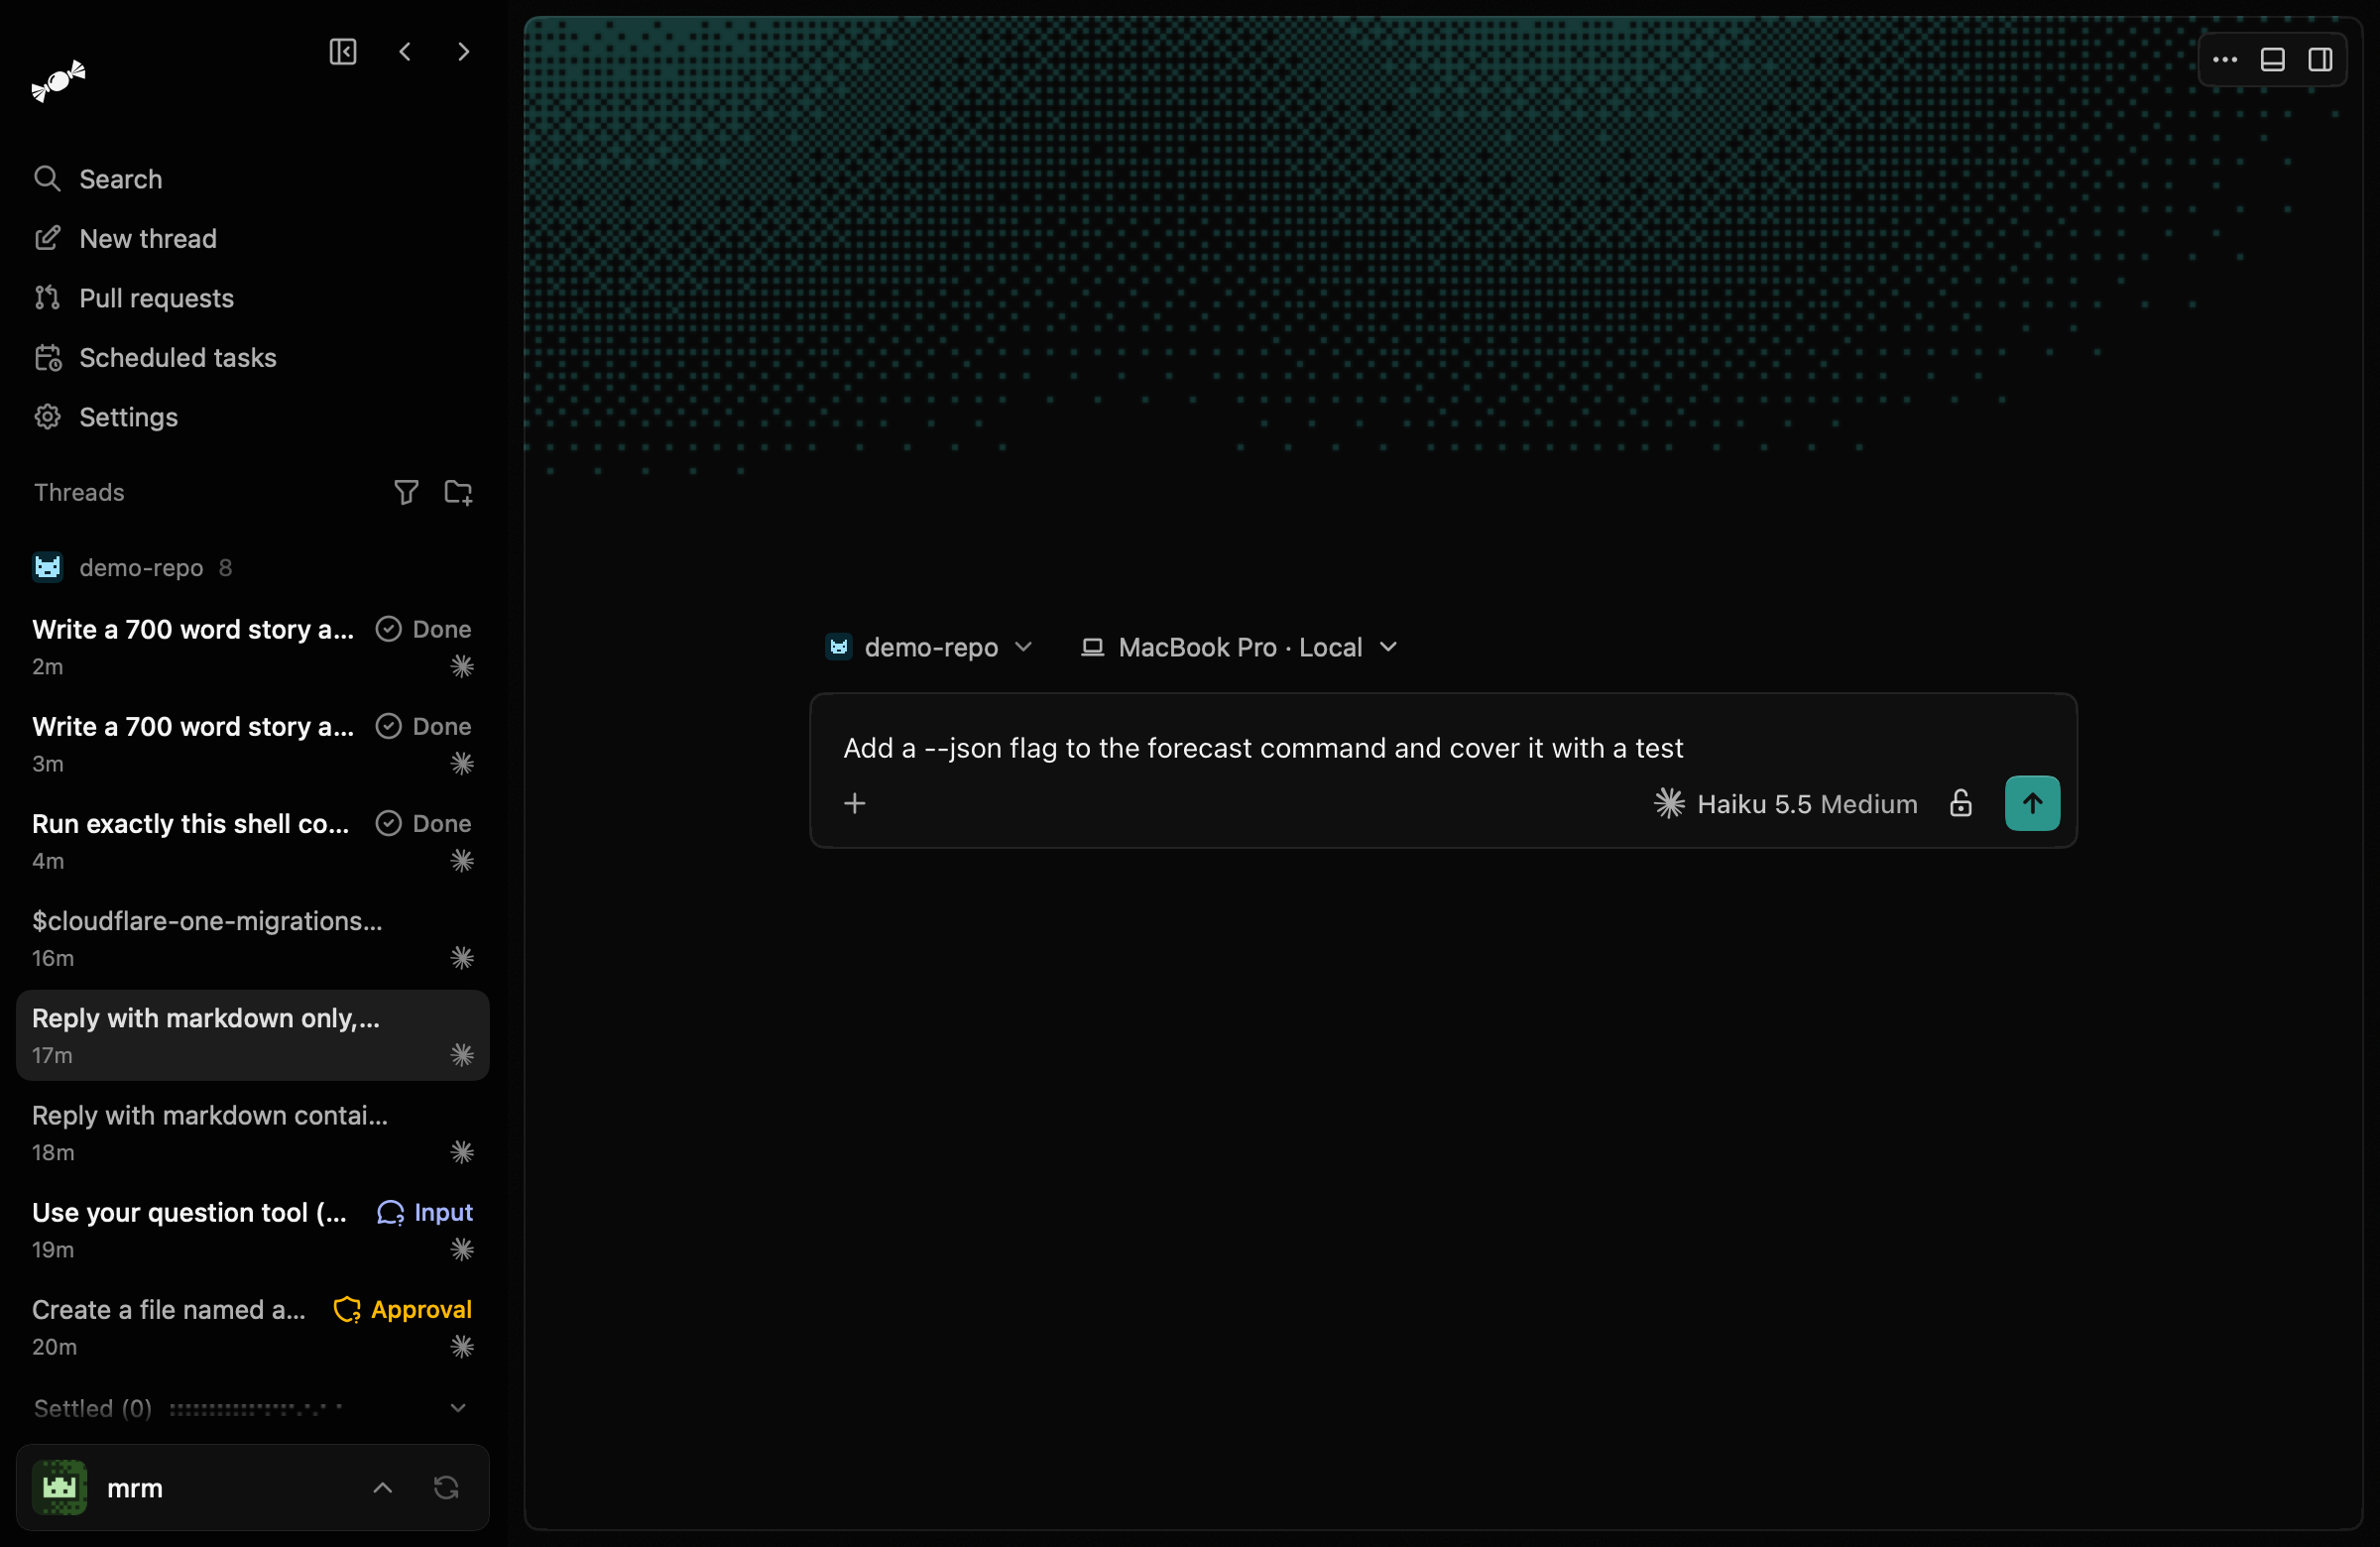 Search
New thread
Pull requests
Scheduled tasks
Settings
Threads
demo-repo 8
Write a 700 word story a... Done
2m
Write a 700 word story a... Done
3m
Run exactly this shell co... Done
4m
$cloudflare-one-migrations...
16m
Reply with markdown only,...
17m
Reply with markdown contai...
18m
Use your question tool (... Input
19m
Create a file named a... Approval
20m
Settled (0)
mrm
demo-repo MacBook Pro · Local
Add a --json flag to the forecast command and cover it with a test
Haiku 5.5 Medium